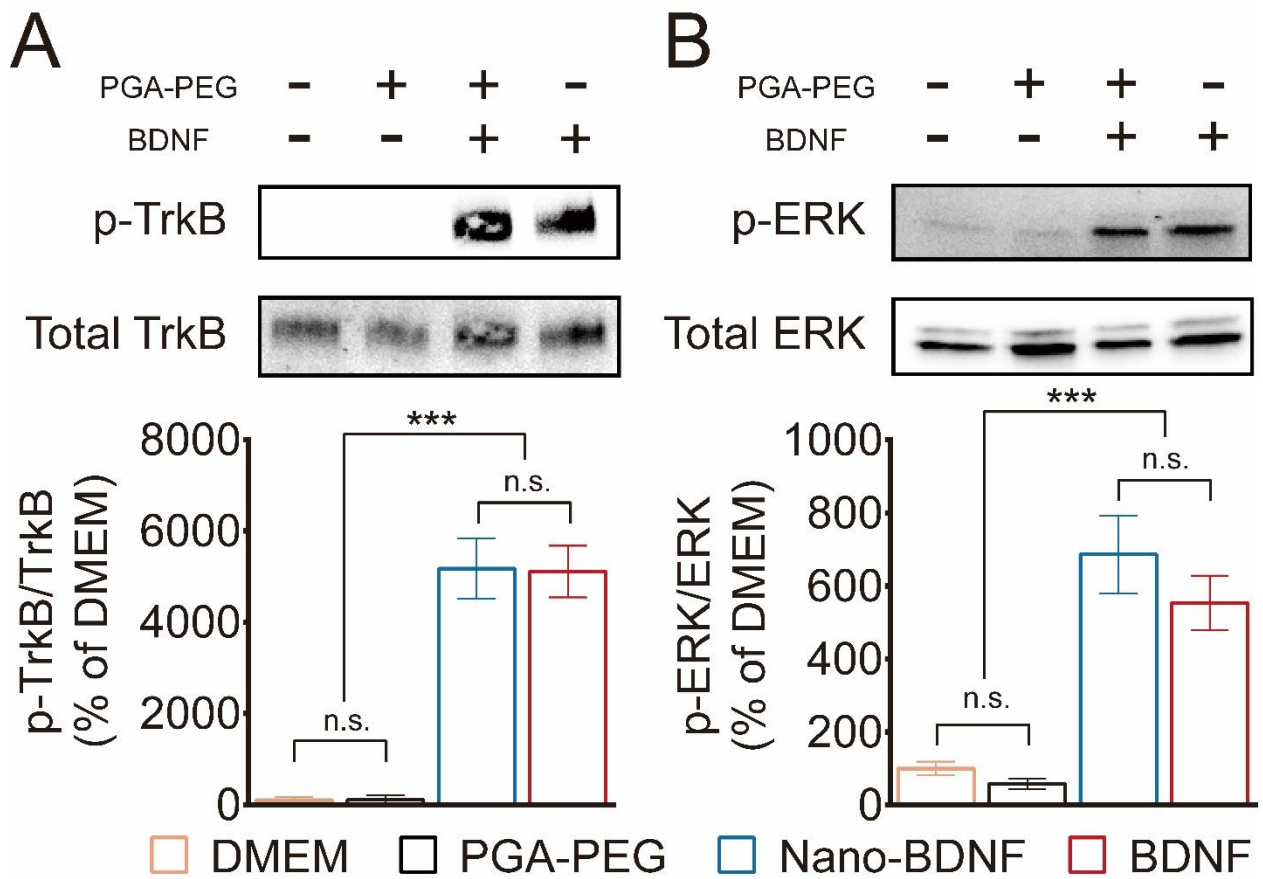 A
PGA-PEG - + + -
BDNF - - + +
p-TrkB
Total TrkB
p-TrkB/TrkB
(% of DMEM)
8000
6000
4000
2000
0
***
n.s.
n.s.
B
PGA-PEG - + + -
BDNF - - + +
p-ERK
Total ERK
p-ERK/ERK
(% of DMEM)
1000
800
600
400
200
0
***
n.s.
n.s.
DMEM PGA-PEG Nano-BDNF BDNF